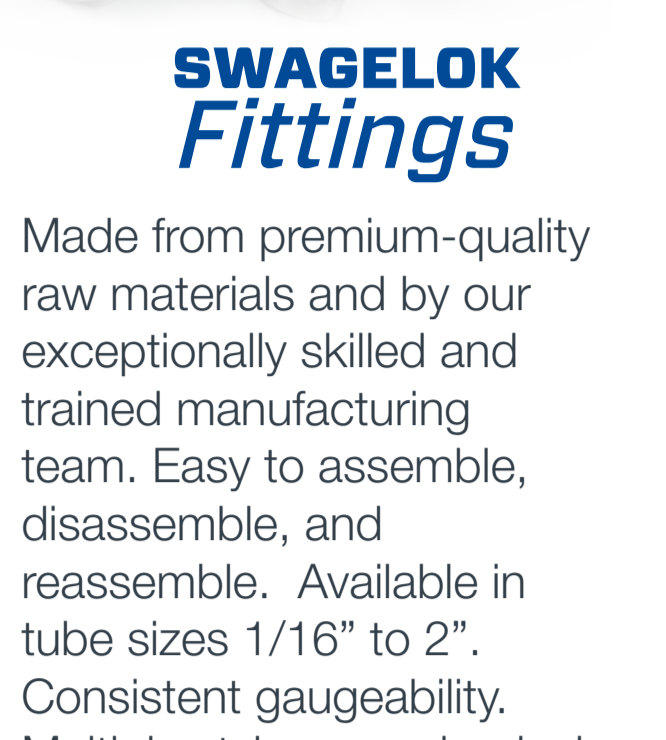 SWAGELOK
Fittings
Made from premium-quality
raw materials and by our
exceptionally skilled and
trained manufacturing
team. Easy to assemble,
disassemble, and
reassemble.  Available in
tube sizes 1/16” to 2”.
Consistent gaugeability.